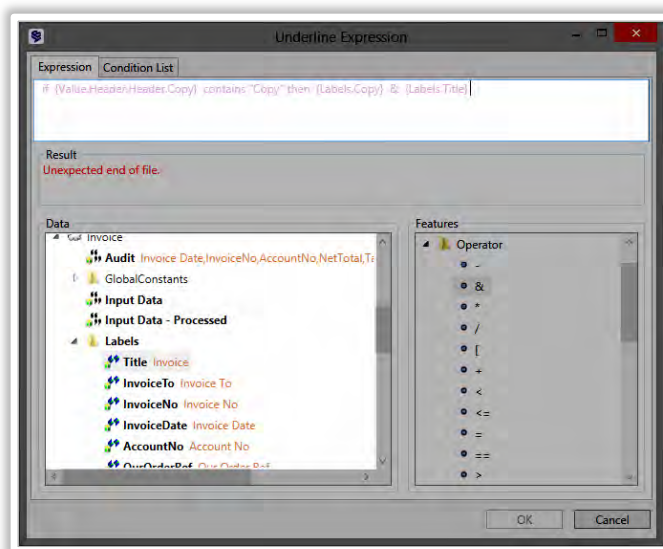 Underline Expression
Expression
Condition List
if {Value.Header.Header.Copy} contains "Copy" then {Labels.Copy} & {Labels.Title}
Result
Unexpected end of file.
Data
Invoice
Audit Invoice Date,InvoiceNo,AccountNo,NetTotal,Ta
GlobalConstants
Input Data
Input Data - Processed
Labels
Title Invoice
InvoiceTo Invoice To
InvoiceNo Invoice No
InvoiceDate Invoice Date
AccountNo Account No
OurOrderRef Our Order Ref
Features
Operator
-
&
*
/
[
+
<
<=
=
==
>
OK
Cancel